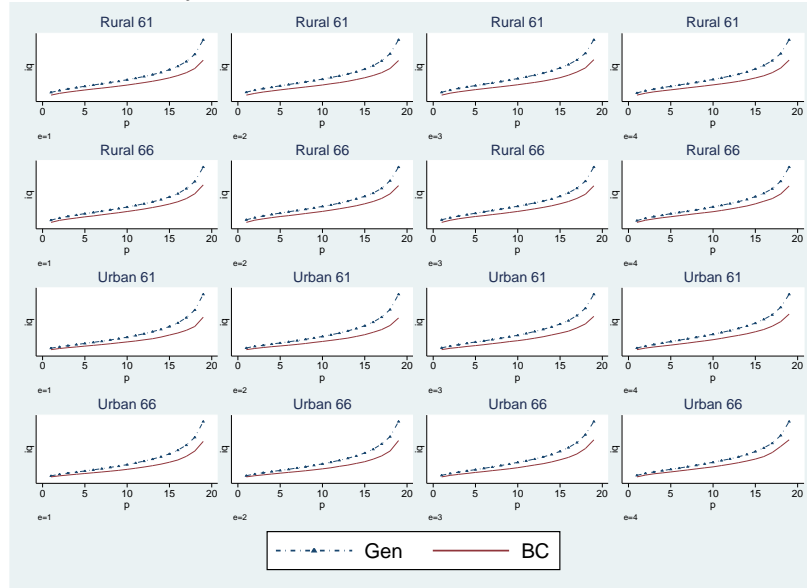 Rural 61 Rural 61 Rural 61 Rural 61
iq iq iq iq
0 5 10 15 20 0 5 10 15 20 0 5 10 15 20 0 5 10 15 20
p p p p
e=1 e=2 e=3 e=4
Rural 66 Rural 66 Rural 66 Rural 66
iq iq iq iq
0 5 10 15 20 0 5 10 15 20 0 5 10 15 20 0 5 10 15 20
p p p p
e=1 e=2 e=3 e=4
Urban 61 Urban 61 Urban 61 Urban 61
iq iq iq iq
0 5 10 15 20 0 5 10 15 20 0 5 10 15 20 0 5 10 15 20
p p p p
e=1 e=2 e=3 e=4
Urban 66 Urban 66 Urban 66 Urban 66
iq iq iq iq
0 5 10 15 20 0 5 10 15 20 0 5 10 15 20 0 5 10 15 20
p p p p
e=1 e=2 e=3 e=4
Gen BC